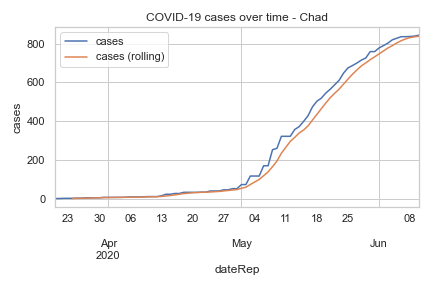 COVID-19 cases over time - Chad
cases
cases (rolling)
800
600
400
200
0
cases
23 30 06 13 20 27 04 11 18 25 08
Apr May Jun
2020
dateRep